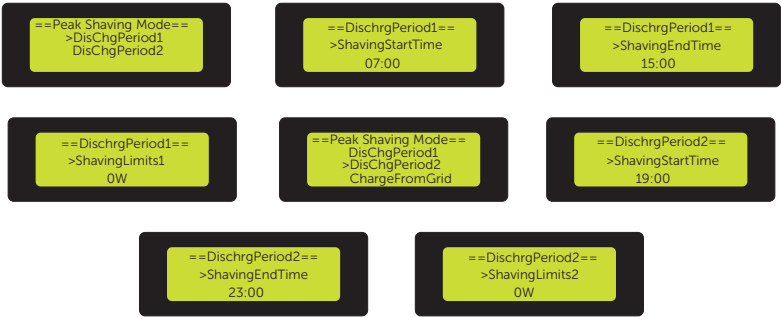 ==Peak Shaving Mode==
>DisChgPeriod1
DisChgPeriod2
==DischrgPeriod1==
>ShavingStartTime
07:00
==DischrgPeriod1==
>ShavingEndTime
15:00
==DischrgPeriod1==
>ShavingLimits1
0W
==Peak Shaving Mode==
DisChgPeriod1
>DisChgPeriod2
ChargeFromGrid
==DischrgPeriod2==
>ShavingStartTime
19:00
==DischrgPeriod2==
>ShavingEndTime
23:00
==DischrgPeriod2==
>ShavingLimits2
0W